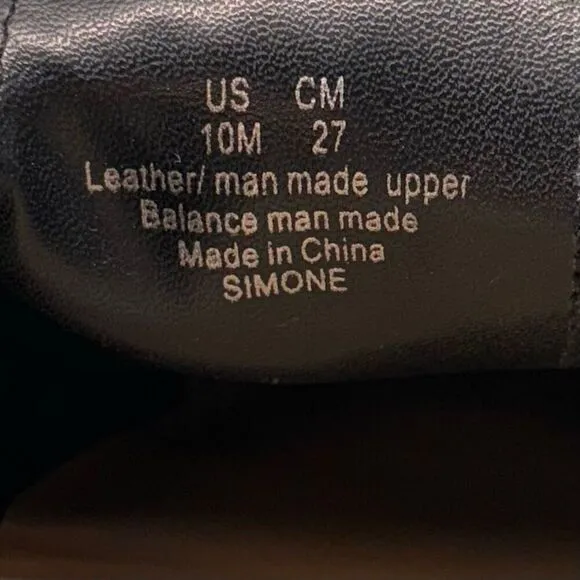 US CM
10M 27
Leather/ man made upper
Balance man made
Made in China
SIMONE